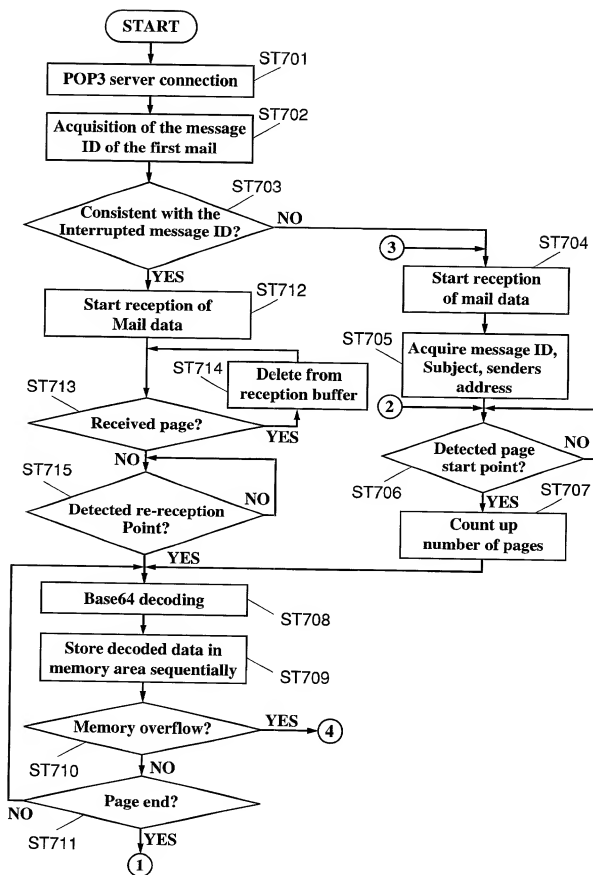 START
ST701
POP3 server connection
ST702
Acquisition of the message
ID of the first mail
ST703
Consistent with the
Interrupted message ID?
NO
YES
3
ST704
Start reception
of mail data
ST712
Start reception of
Mail data
ST705
Acquire message ID,
Subject, senders
address
ST714
Delete from
reception buffer
ST713
Received page?
YES
NO
2
Detected page
start point?
NO
ST706
YES
ST707
Count up
number of pages
ST715
Detected re-reception
Point?
NO
YES
Base64 decoding
ST708
Store decoded data in
memory area sequentially
ST709
Memory overflow?
YES
4
ST710
NO
Page end?
NO
ST711
YES
1